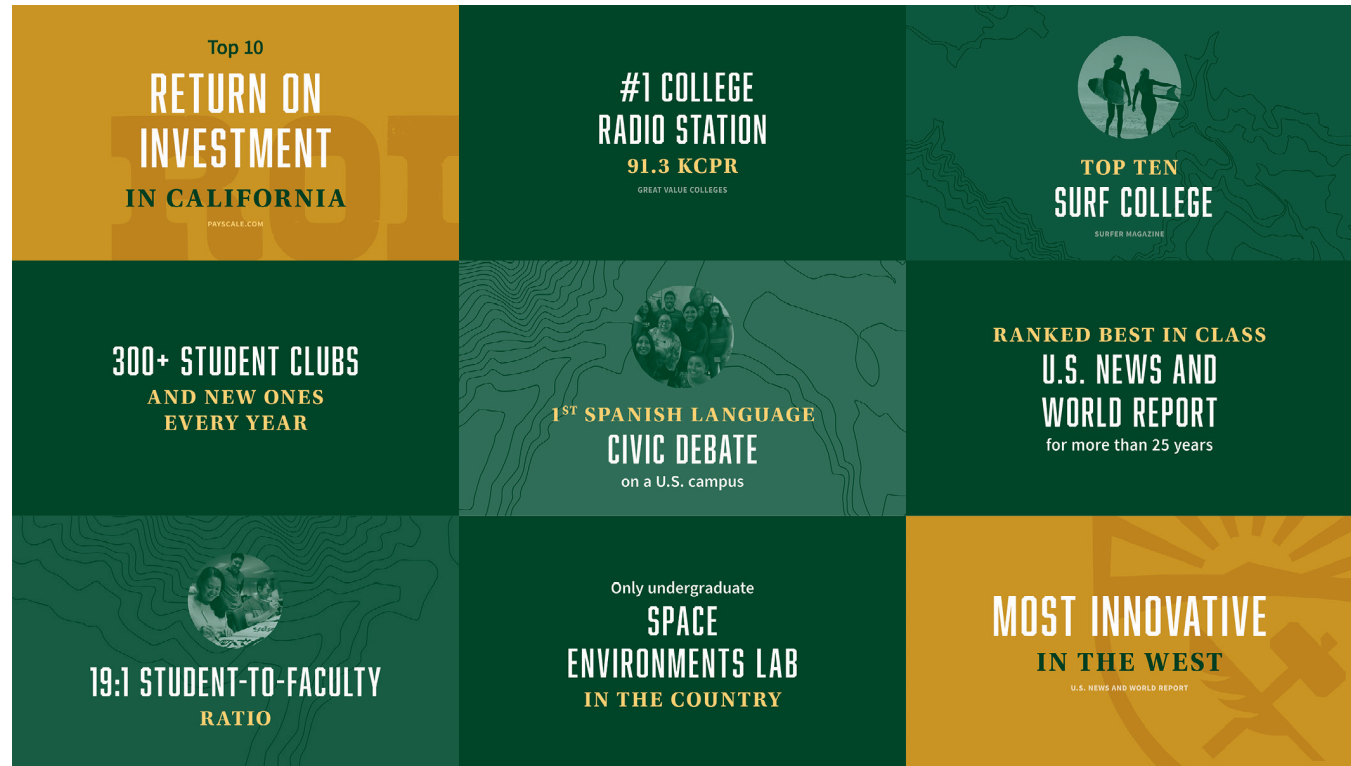 Top 10
RETURN ON
INVESTMENT
IN CALIFORNIA
PAYSCALE.COM
ROI
#1 COLLEGE
RADIO STATION
91.3 KCPR
GREAT VALUE COLLEGES
TOP TEN
SURF COLLEGE
SURFER MAGAZINE
300+ STUDENT CLUBS
AND NEW ONES
EVERY YEAR
1ST SPANISH LANGUAGE
CIVIC DEBATE
on a U.S. campus
RANKED BEST IN CLASS
U.S. NEWS AND
WORLD REPORT
for more than 25 years
19:1 STUDENT-TO-FACULTY
RATIO
Only undergraduate
SPACE
ENVIRONMENTS LAB
IN THE COUNTRY
MOST INNOVATIVE
IN THE WEST
U.S. NEWS AND WORLD REPORT